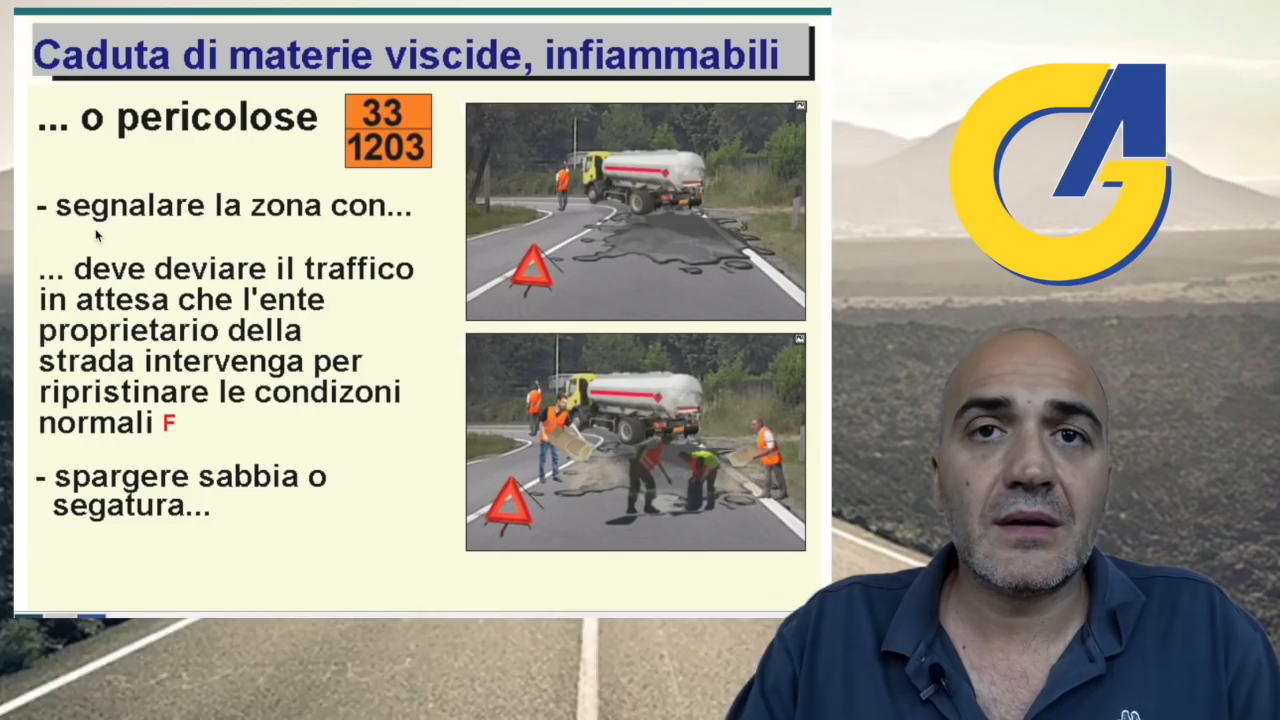 Caduta di materie viscide, infiammabili
... o pericolose
33
1203
- segnalare la zona con...
... deve deviare il traffico
in attesa che l'ente
proprietario della
strada intervenga per
ripristinare le condizoni
normali F
- spargere sabbia o
segatura...